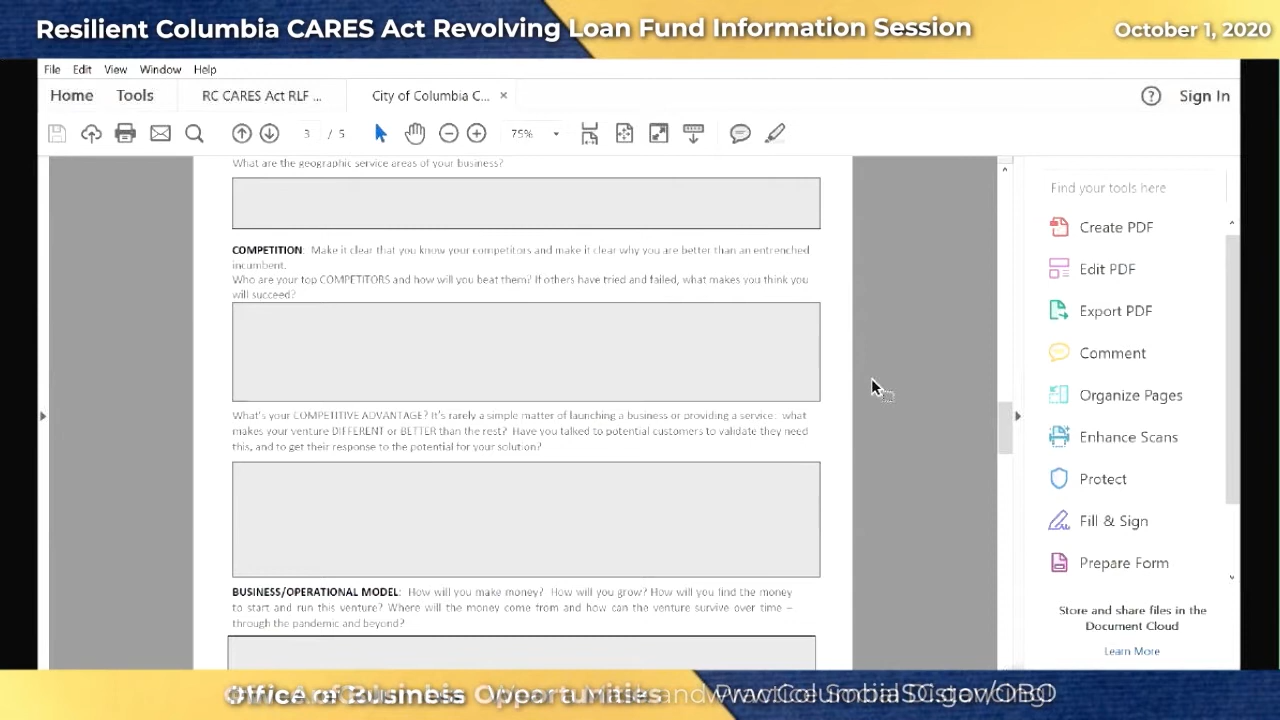 Resilient Columbia CARES Act Revolving Loan Fund Information Session
October 1, 2020
File Edit View Window Help
Home Tools RC CARES Act RLF ... City of Columbia C... × ? Sign In
3 / 5 75%
What are the geographic service areas of your business?
COMPETITION: Make it clear that you know your competitors and make it clear why you are better than an entrenched
incumbent.
Who are your top COMPETITORS and how will you beat them? If others have tried and failed, what makes you think you
will succeed?
What's your COMPETITIVE ADVANTAGE? It's rarely a simple matter of launching a business or providing a service: what
makes your venture DIFFERENT or BETTER than the rest? Have you talked to potential customers to validate they need
this, and to get their response to the potential for your solution?
BUSINESS/OPERATIONAL MODEL: How will you make money? How will you grow? How will you find the money
to start and run this venture? Where will the money come from and how can the venture survive over time –
through the pandemic and beyond?
Find your tools here
Create PDF
Edit PDF
Export PDF
Comment
Organize Pages
Enhance Scans
Protect
Fill & Sign
Prepare Form
Store and share files in the
Document Cloud
Learn More
Office of Business Opportunities